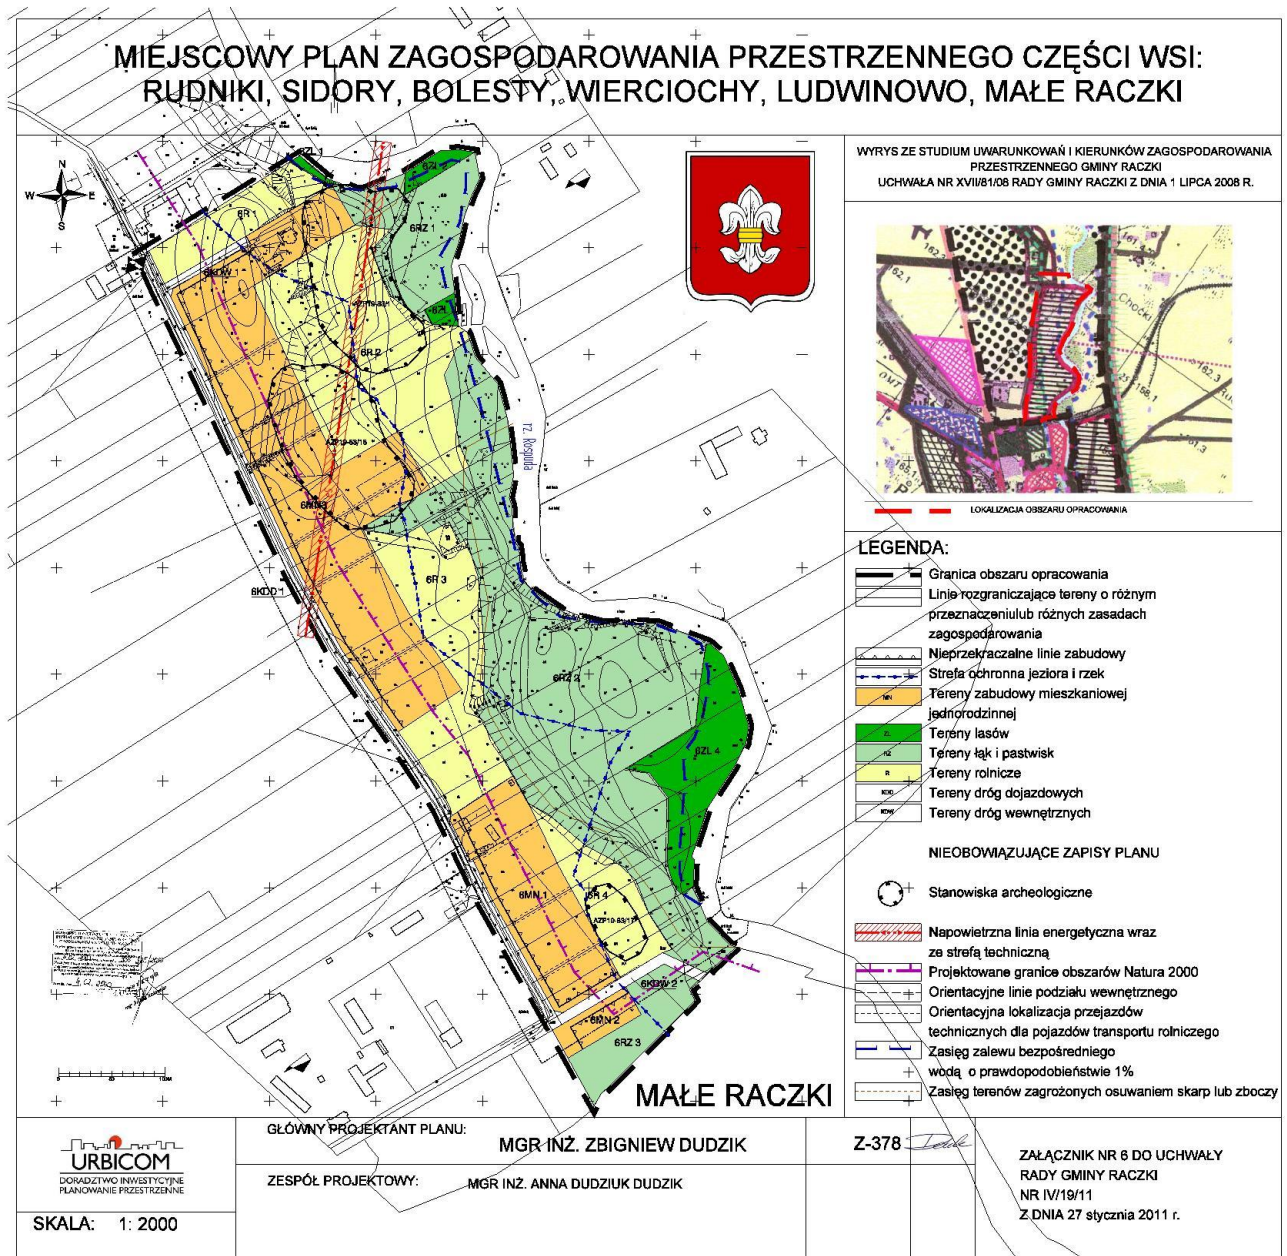 MIEJSCOWY PLAN ZAGOSPODAROWANIA PRZESTRZENNEGO CZĘŚCI WSI:
RUDNIKI, SIDORY, BOLESTY, WIERCIOCHY, LUDWINOWO, MAŁE RACZKI
WYRYS ZE STUDIUM UWARUNKOWAŃ I KIERUNKÓW ZAGOSPODAROWANIA
PRZESTRZENNEGO GMINY RACZKI
UCHWAŁA NR XVII/81/08 RADY GMINY RACZKI Z DNIA 1 LIPCA 2008 R.
LOKALIZACJA OBSZARU OPRACOWANIA
N
W E
S
6ZL 1
6R 1
6RZ 1
6KDW 1
6R 2
rz. Rospuda
6KDD 1
6R 3
6RZ 2
6ZL 4
6MN 1
6R 4
6KDW 2
6MN 2
6RZ 3
MAŁE RACZKI
LEGENDA:
Granica obszaru opracowania
Linie rozgraniczające tereny o różnym
przeznaczeniulub różnych zasadach
zagospodarowania
Nieprzekraczalne linie zabudowy
Strefa ochronna jeziora i rzek
MN Tereny zabudowy mieszkaniowej
jednorodzinnej
ZL Tereny lasów
RZ Tereny łąk i pastwisk
R Tereny rolnicze
KDD Tereny dróg dojazdowych
KDW Tereny dróg wewnętrznych
NIEOBOWIĄZUJĄCE ZAPISY PLANU
Stanowiska archeologiczne
Napowietrzna linia energetyczna wraz
ze strefą techniczną
Projektowane granice obszarów Natura 2000
Orientacyjne linie podziału wewnętrznego
Orientacyjna lokalizacja przejazdów
technicznych dla pojazdów transportu rolniczego
Zasięg zalewu bezpośredniego
wodą o prawdopodobieństwie 1%
Zasięg terenów zagrożonych osuwaniem skarp lub zboczy
URBICOM
DORADZTWO INWESTYCYJNE
PLANOWANIE PRZESTRZENNE
SKALA: 1: 2000
GŁÓWNY PROJEKTANT PLANU: MGR INŻ. ZBIGNIEW DUDZIK Z-378
ZESPÓŁ PROJEKTOWY: MGR INŻ. ANNA DUDZIUK DUDZIK
ZAŁĄCZNIK NR 6 DO UCHWAŁY
RADY GMINY RACZKI
NR IV/19/11
Z DNIA 27 stycznia 2011 r.